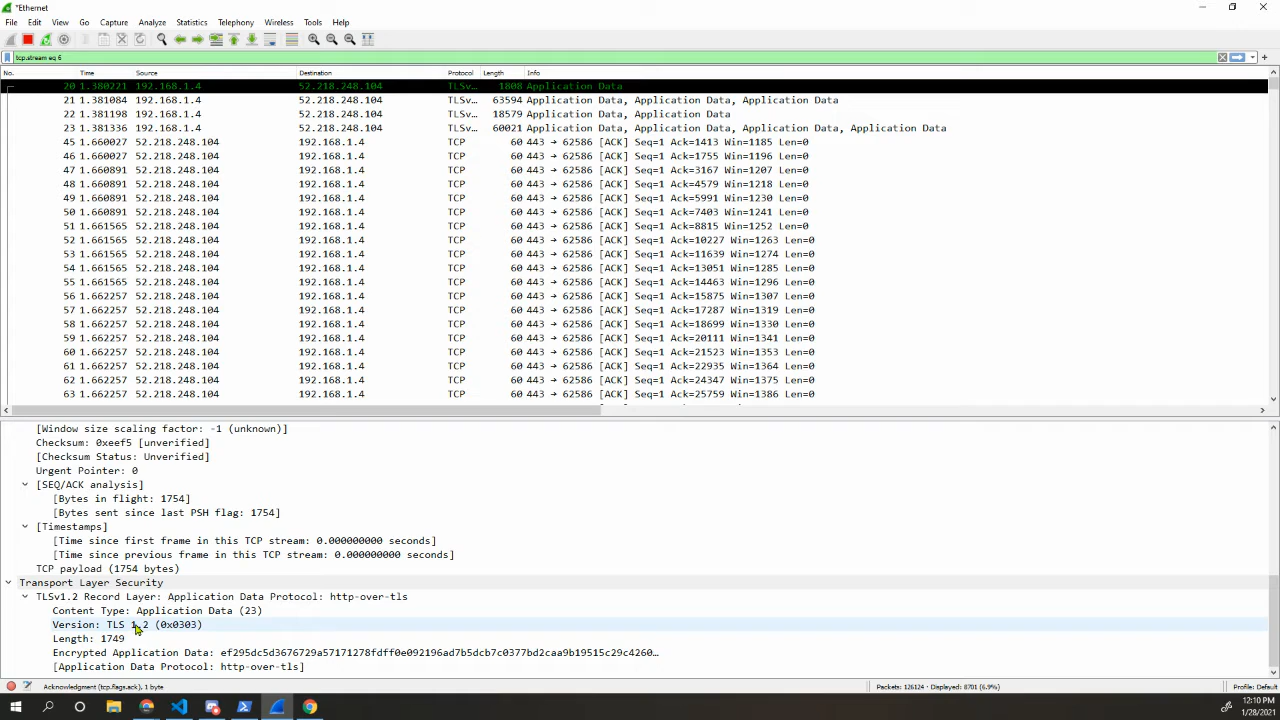 *Ethernet
File Edit View Go Capture Analyze Statistics Telephony Wireless Tools Help
tcp.stream eq 6
No. Time Source Destination Protocol Length Info
20 1.380221 192.168.1.4 52.218.248.104 TLSv… 1808 Application Data
21 1.381084 192.168.1.4 52.218.248.104 TLSv… 63594 Application Data, Application Data, Application Data
22 1.381198 192.168.1.4 52.218.248.104 TLSv… 18579 Application Data, Application Data
23 1.381336 192.168.1.4 52.218.248.104 TLSv… 60021 Application Data, Application Data, Application Data, Application Data
45 1.660027 52.218.248.104 192.168.1.4 TCP 60 443 → 62586 [ACK] Seq=1 Ack=1413 Win=1185 Len=0
46 1.660027 52.218.248.104 192.168.1.4 TCP 60 443 → 62586 [ACK] Seq=1 Ack=1755 Win=1196 Len=0
47 1.660891 52.218.248.104 192.168.1.4 TCP 60 443 → 62586 [ACK] Seq=1 Ack=3167 Win=1207 Len=0
48 1.660891 52.218.248.104 192.168.1.4 TCP 60 443 → 62586 [ACK] Seq=1 Ack=4579 Win=1218 Len=0
49 1.660891 52.218.248.104 192.168.1.4 TCP 60 443 → 62586 [ACK] Seq=1 Ack=5991 Win=1230 Len=0
50 1.660891 52.218.248.104 192.168.1.4 TCP 60 443 → 62586 [ACK] Seq=1 Ack=7403 Win=1241 Len=0
51 1.661565 52.218.248.104 192.168.1.4 TCP 60 443 → 62586 [ACK] Seq=1 Ack=8815 Win=1252 Len=0
52 1.661565 52.218.248.104 192.168.1.4 TCP 60 443 → 62586 [ACK] Seq=1 Ack=10227 Win=1263 Len=0
53 1.661565 52.218.248.104 192.168.1.4 TCP 60 443 → 62586 [ACK] Seq=1 Ack=11639 Win=1274 Len=0
54 1.661565 52.218.248.104 192.168.1.4 TCP 60 443 → 62586 [ACK] Seq=1 Ack=13051 Win=1285 Len=0
55 1.661565 52.218.248.104 192.168.1.4 TCP 60 443 → 62586 [ACK] Seq=1 Ack=14463 Win=1296 Len=0
56 1.662257 52.218.248.104 192.168.1.4 TCP 60 443 → 62586 [ACK] Seq=1 Ack=15875 Win=1307 Len=0
57 1.662257 52.218.248.104 192.168.1.4 TCP 60 443 → 62586 [ACK] Seq=1 Ack=17287 Win=1319 Len=0
58 1.662257 52.218.248.104 192.168.1.4 TCP 60 443 → 62586 [ACK] Seq=1 Ack=18699 Win=1330 Len=0
59 1.662257 52.218.248.104 192.168.1.4 TCP 60 443 → 62586 [ACK] Seq=1 Ack=20111 Win=1341 Len=0
60 1.662257 52.218.248.104 192.168.1.4 TCP 60 443 → 62586 [ACK] Seq=1 Ack=21523 Win=1353 Len=0
61 1.662257 52.218.248.104 192.168.1.4 TCP 60 443 → 62586 [ACK] Seq=1 Ack=22935 Win=1364 Len=0
62 1.662257 52.218.248.104 192.168.1.4 TCP 60 443 → 62586 [ACK] Seq=1 Ack=24347 Win=1375 Len=0
63 1.662257 52.218.248.104 192.168.1.4 TCP 60 443 → 62586 [ACK] Seq=1 Ack=25759 Win=1386 Len=0
[Window size scaling factor: -1 (unknown)]
Checksum: 0xeef5 [unverified]
[Checksum Status: Unverified]
Urgent Pointer: 0
[SEQ/ACK analysis]
[Bytes in flight: 1754]
[Bytes sent since last PSH flag: 1754]
[Timestamps]
[Time since first frame in this TCP stream: 0.000000000 seconds]
[Time since previous frame in this TCP stream: 0.000000000 seconds]
TCP payload (1754 bytes)
Transport Layer Security
TLSv1.2 Record Layer: Application Data Protocol: http-over-tls
Content Type: Application Data (23)
Version: TLS 1.2 (0x0303)
Length: 1749
Encrypted Application Data: ef295dc5d3676729a57171278fdff0e092196ad7b5dcb7c0377bd2caa9b19515c29c4260…
[Application Data Protocol: http-over-tls]
Acknowledgment (tcp.flags.ack), 1 byte Packets: 126124 · Displayed: 8701 (6.9%) Profile: Default
12:10 PM
1/28/2021